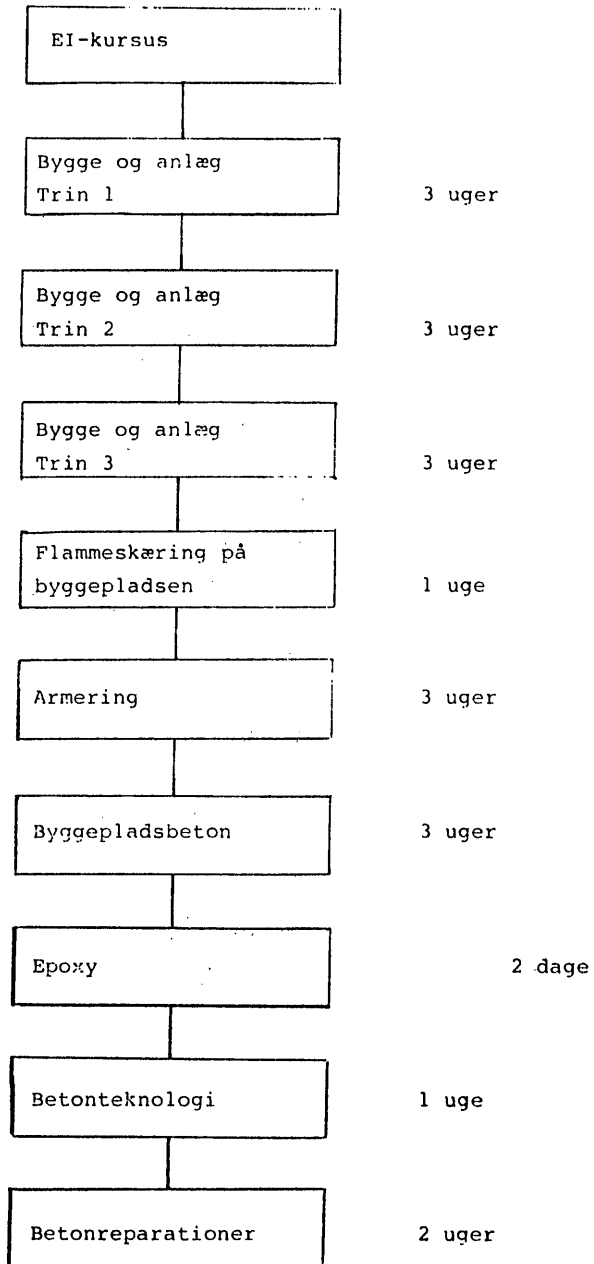 EI-kursus
Bygge og anlæg
Trin 1 3 uger
Bygge og anlæg
Trin 2 3 uger
Bygge og anlæg
Trin 3 3 uger
Flammeskæring på
byggepladsen 1 uge
Armering 3 uger
Byggepladsbeton 3 uger
Epoxy 2 dage
Betonteknologi 1 uge
Betonreparationer 2 uger